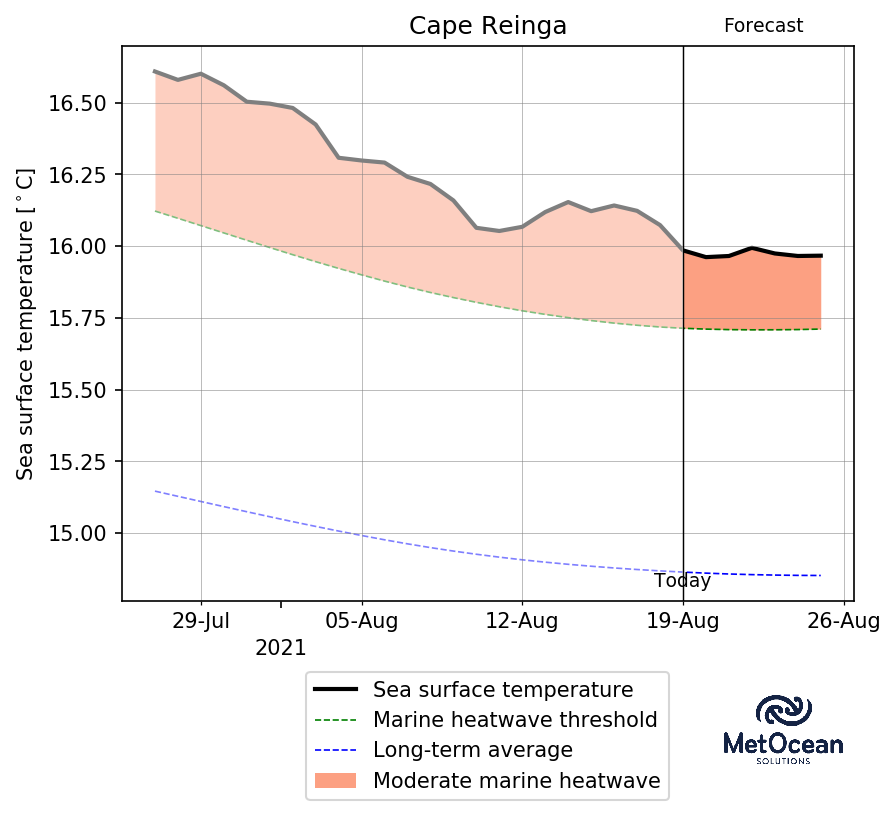 Cape Reinga
Forecast
Sea surface temperature [°C]
16.50
16.25
16.00
15.75
15.50
15.25
15.00
Today
29-Jul
05-Aug
12-Aug
19-Aug
26-Aug
2021
Sea surface temperature
Marine heatwave threshold
Long-term average
Moderate marine heatwave
MetOcean
SOLUTIONS